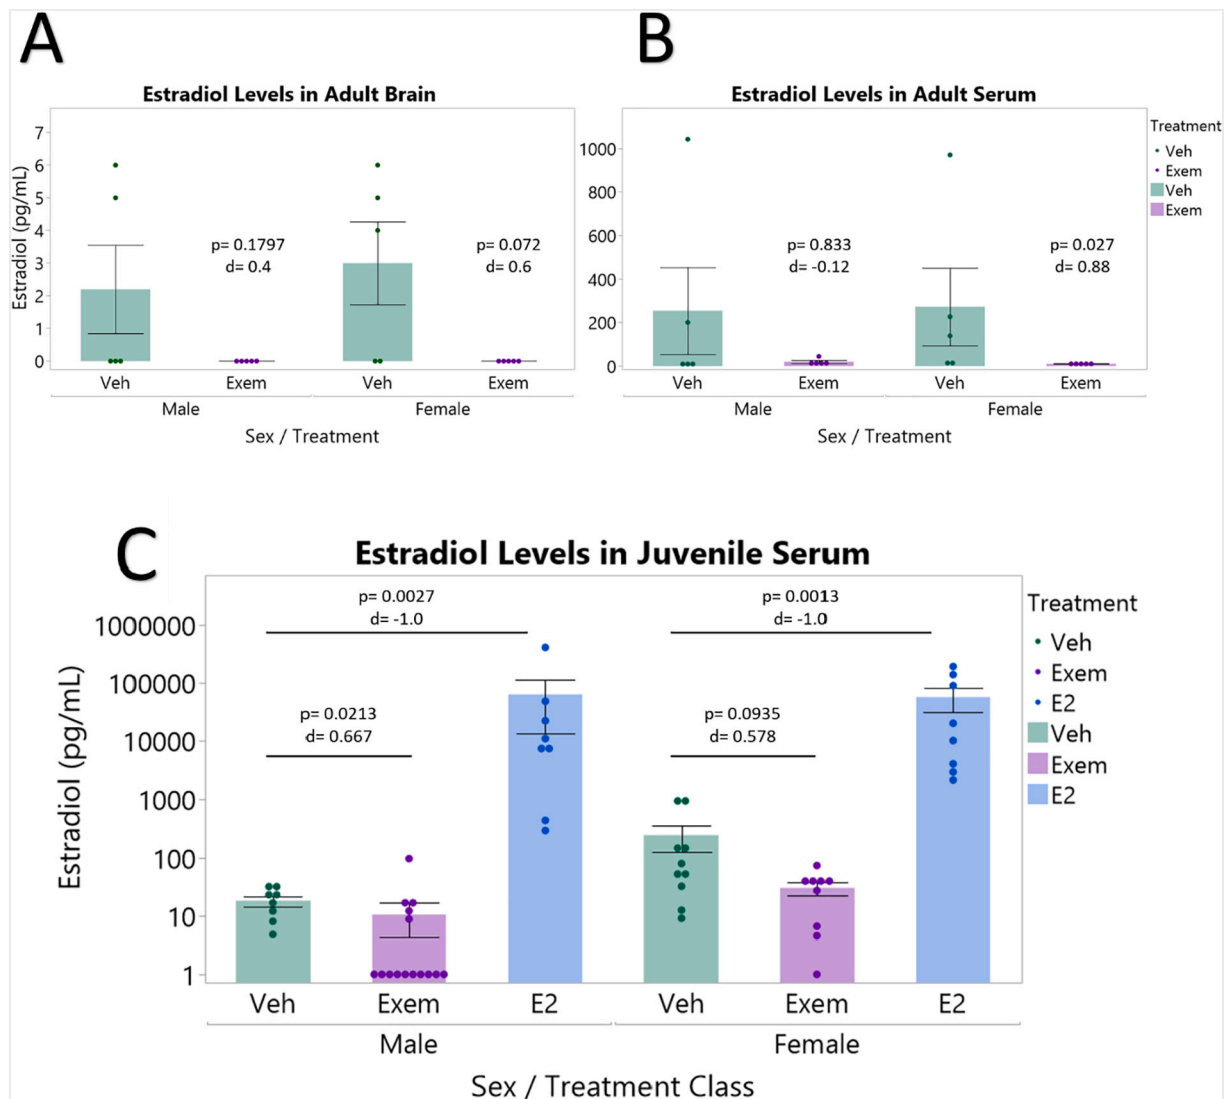 A
Estradiol Levels in Adult Brain
Estradiol (pg/mL)
7
6
5
4
3
2
1
0
p= 0.1797
d= 0.4
p= 0.072
d= 0.6
Veh Exem Veh Exem
Male Female
Sex / Treatment
B
Estradiol Levels in Adult Serum
1000
800
600
400
200
0
p= 0.833
d= -0.12
p= 0.027
d= 0.88
Veh Exem Veh Exem
Male Female
Sex / Treatment
Treatment
Veh
Exem
Veh
Exem
C
Estradiol Levels in Juvenile Serum
Estradiol (pg/mL)
1000000
100000
10000
1000
100
10
1
p= 0.0027
d= -1.0
p= 0.0213
d= 0.667
p= 0.0013
d= -1.0
p= 0.0935
d= 0.578
Veh Exem E2 Veh Exem E2
Male Female
Sex / Treatment Class
Treatment
Veh
Exem
E2
Veh
Exem
E2